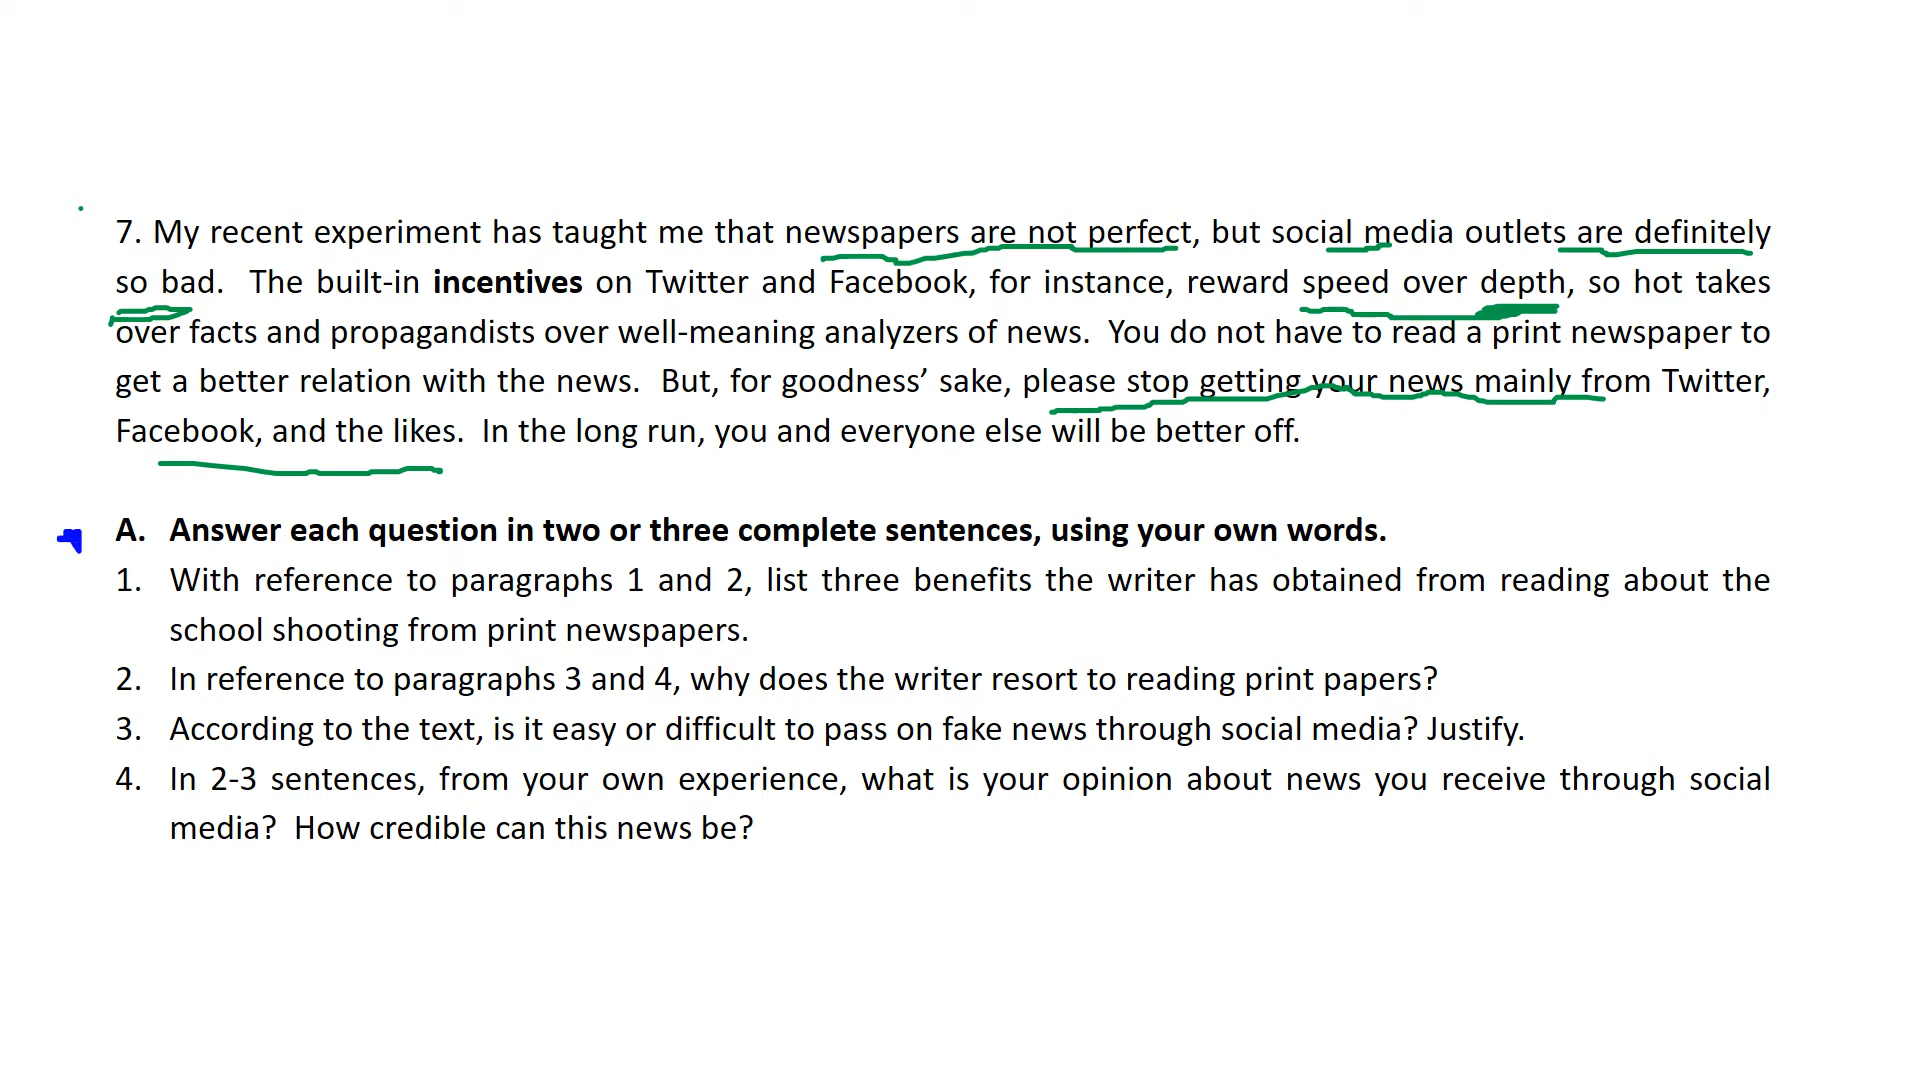 7. My recent experiment has taught me that newspapers are not perfect, but social media outlets are definitely
so bad. The built-in incentives on Twitter and Facebook, for instance, reward speed over depth, so hot takes
over facts and propagandists over well-meaning analyzers of news. You do not have to read a print newspaper to
get a better relation with the news. But, for goodness’ sake, please stop getting your news mainly from Twitter,
Facebook, and the likes. In the long run, you and everyone else will be better off.
A. Answer each question in two or three complete sentences, using your own words.
1. With reference to paragraphs 1 and 2, list three benefits the writer has obtained from reading about the
school shooting from print newspapers.
2. In reference to paragraphs 3 and 4, why does the writer resort to reading print papers?
3. According to the text, is it easy or difficult to pass on fake news through social media? Justify.
4. In 2-3 sentences, from your own experience, what is your opinion about news you receive through social
media? How credible can this news be?